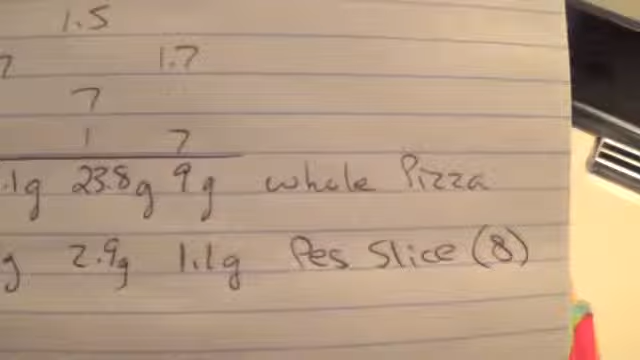 1.5
7 1.7
7
1 7
.1g 23.8g 9g whole Pizza
g 2.9g 1.1g Pes Slice (8)